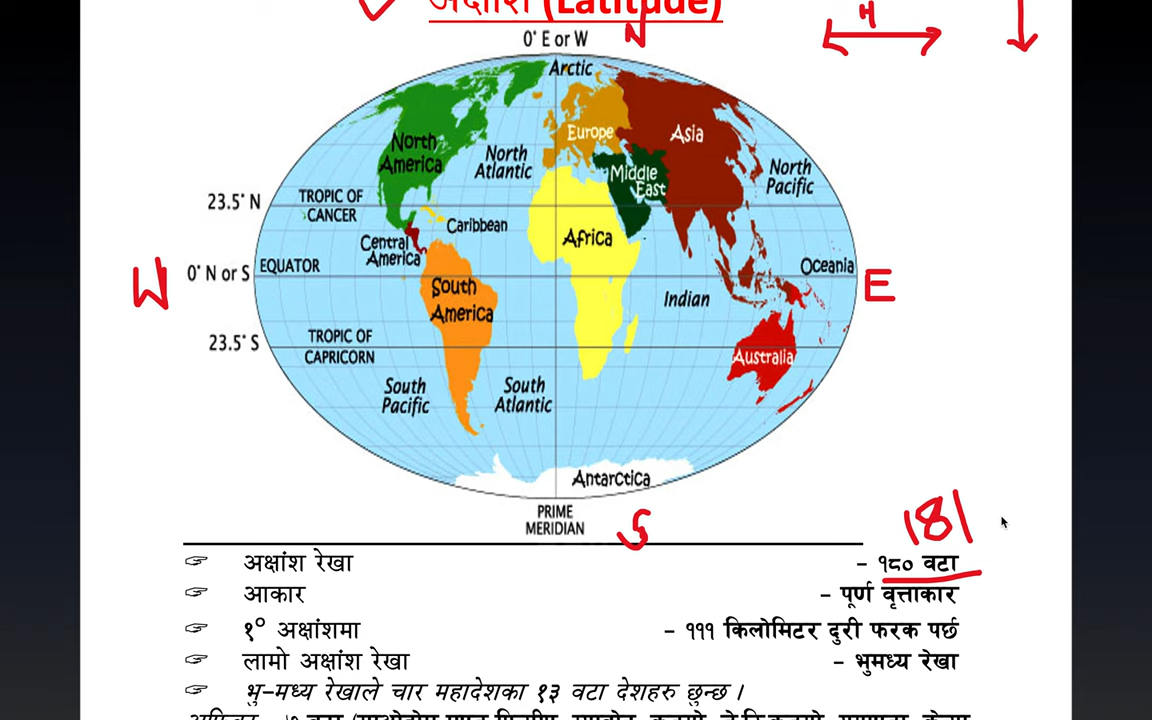 अक्षांश (Latitude)
N
H
0° E or W
Arctic
North America
Europe
Asia
North Atlantic
Middle East
North Pacific
23.5° N
TROPIC OF CANCER
Caribbean
Africa
Central America
W
0° N or S
EQUATOR
Oceania
E
South America
Indian
23.5° S
TROPIC OF CAPRICORN
Australia
South Pacific
South Atlantic
Antarctica
PRIME MERIDIAN
S
181
☞ अक्षांश रेखा – १८० वटा
☞ आकार – पूर्ण वृत्ताकार
☞ १° अक्षांशमा – १११ किलोमिटर दुरी फरक पर्छ
☞ लामो अक्षांश रेखा – भुमध्य रेखा
☞ भु-मध्य रेखाले चार महादेशका १३ वटा देशहरु छुन्छ ।